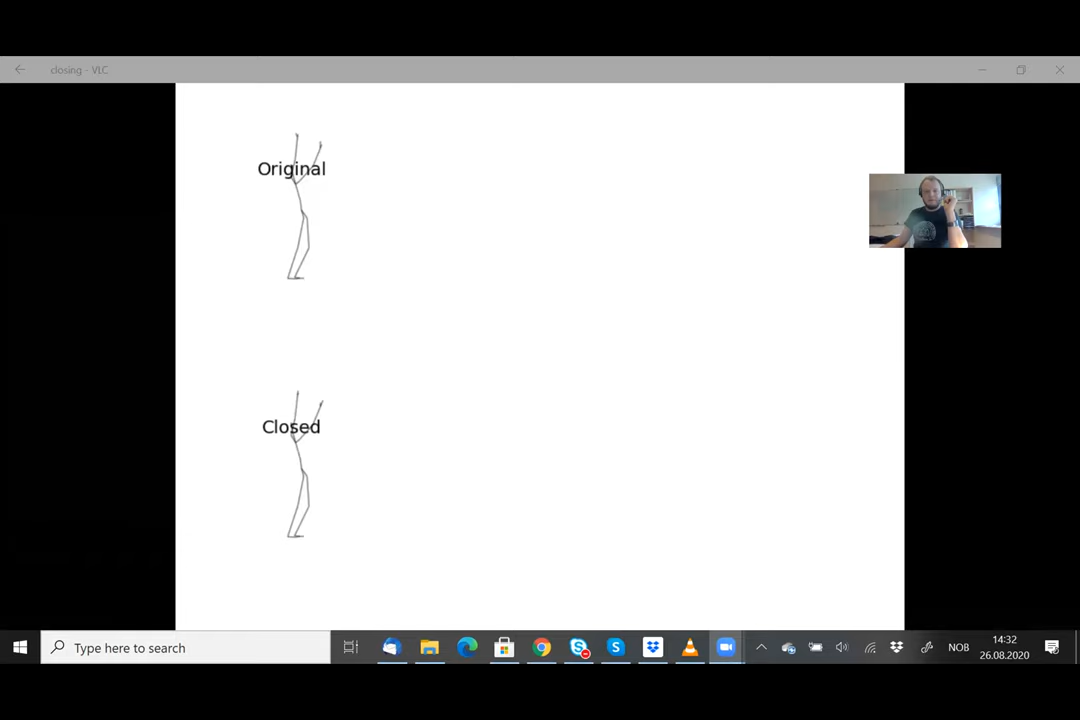 closing - VLC
Original
Closed
Type here to search
NOB
14:32
26.08.2020